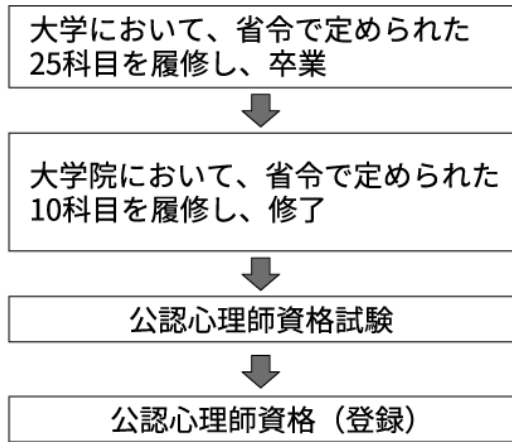 大学において、省令で定められた
25科目を履修し、卒業
大学院において、省令で定められた
10科目を履修し、修了
公認心理師資格試験
公認心理師資格（登録）